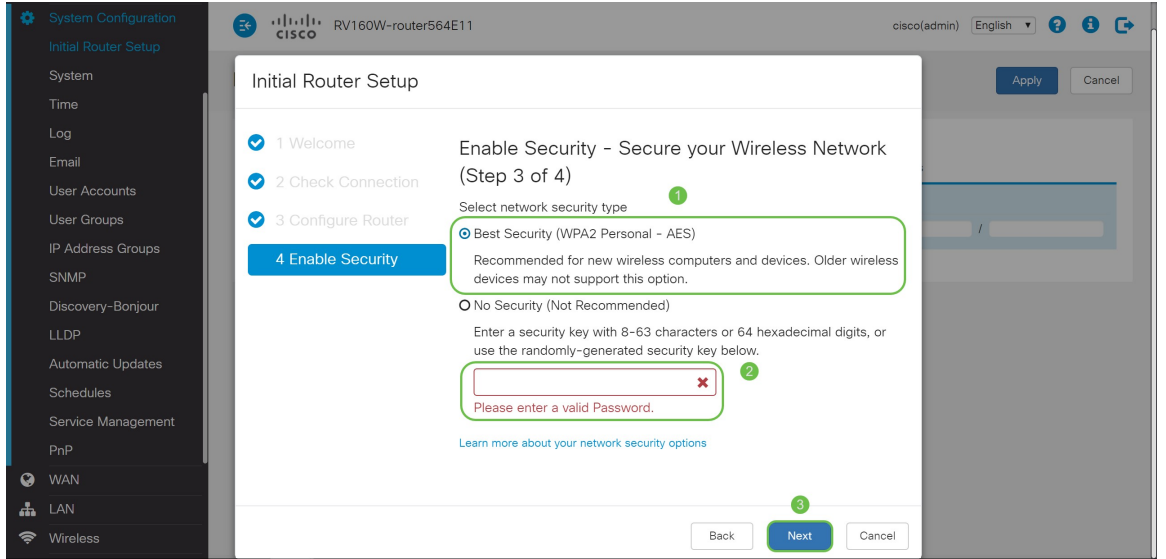 System Configuration
Initial Router Setup
System
Time
Log
Email
User Accounts
User Groups
IP Address Groups
SNMP
Discovery-Bonjour
LLDP
Automatic Updates
Schedules
Service Management
PnP
WAN
LAN
Wireless
CISCO
RV160W-router564E11
cisco(admin)
English
Apply
Cancel
/
Initial Router Setup
1 Welcome
2 Check Connection
3 Configure Router
4 Enable Security
Enable Security - Secure your Wireless Network
(Step 3 of 4)
1
Select network security type
Best Security (WPA2 Personal - AES)
Recommended for new wireless computers and devices. Older wireless
devices may not support this option.
No Security (Not Recommended)
Enter a security key with 8-63 characters or 64 hexadecimal digits, or
use the randomly-generated security key below.
2
Please enter a valid Password.
Learn more about your network security options
3
Back
Next
Cancel